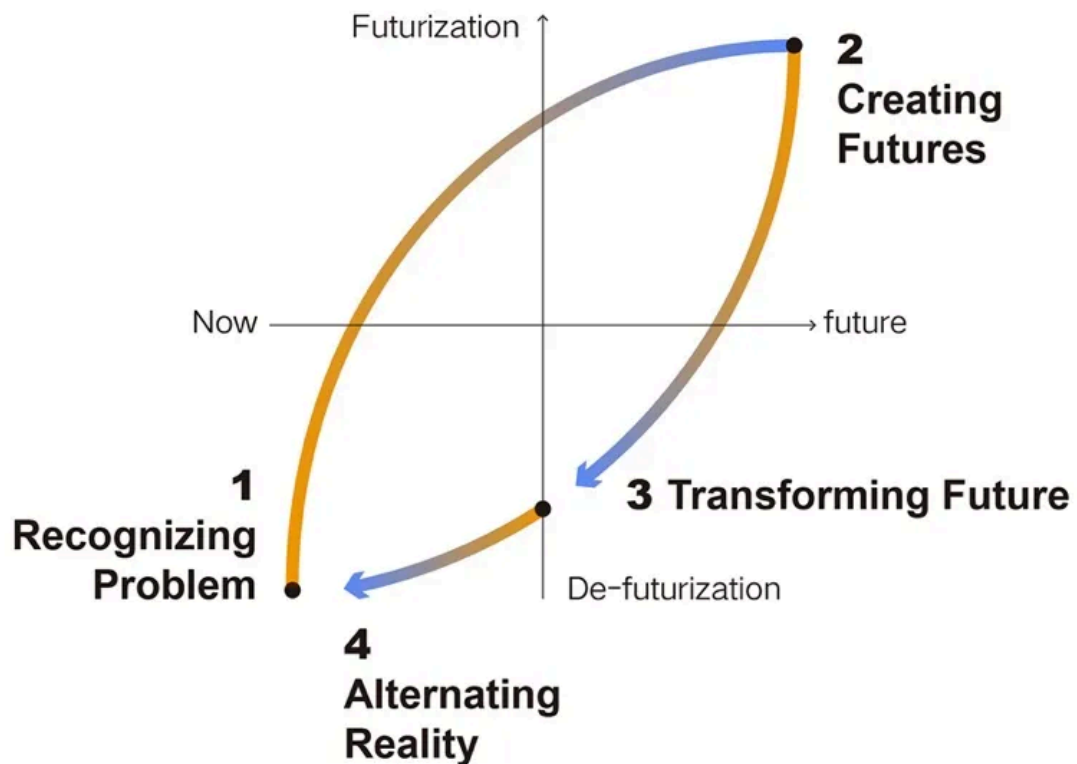 Futurization
2
Creating
Futures
Now
future
1
Recognizing
Problem
3 Transforming Future
De-futurization
4
Alternating
Reality